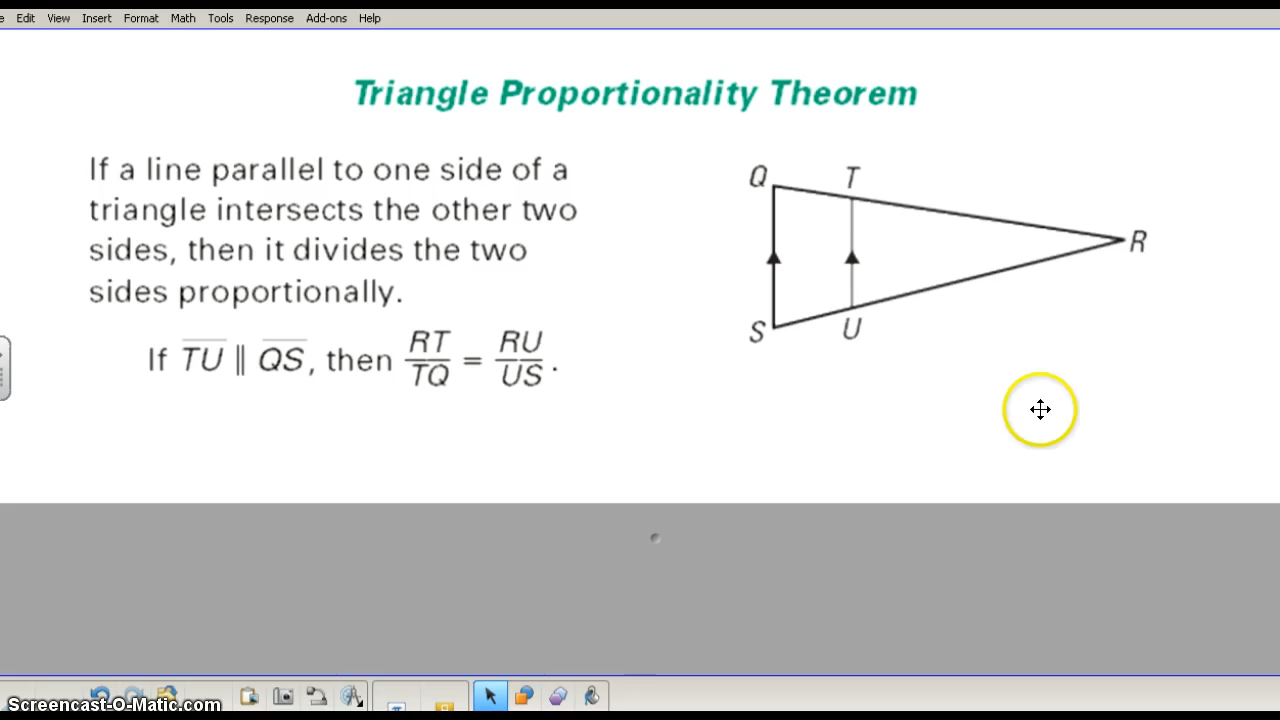 e Edit View Insert Format Math Tools Response Add-ons Help
Triangle Proportionality Theorem
If a line parallel to one side of a
triangle intersects the other two
sides, then it divides the two
sides proportionally.
If TU ∥ QS, then RT/TQ = RU/US.
Q T
R
S U
Screencast-O-Matic.com